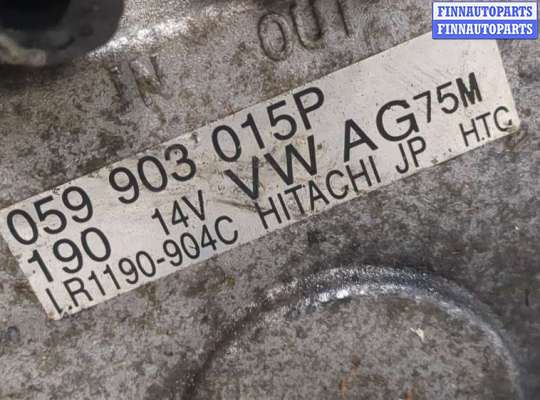 FINNAUTOPARTS
FINNAUTOPARTS
IN OUT
059 903 015P
190 14V VW AG 75M
LR1190-904C HITACHI JP HTC